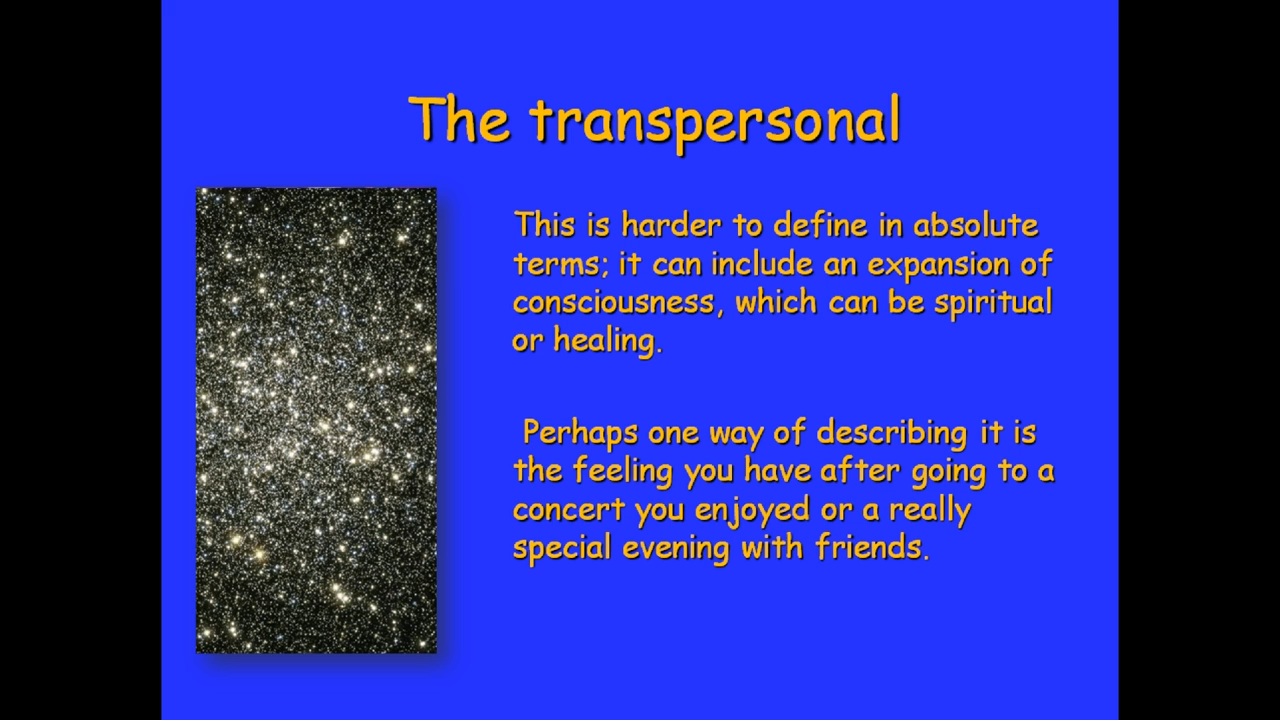 The transpersonal
This is harder to define in absolute
terms; it can include an expansion of
consciousness, which can be spiritual
or healing.
Perhaps one way of describing it is
the feeling you have after going to a
concert you enjoyed or a really
special evening with friends.